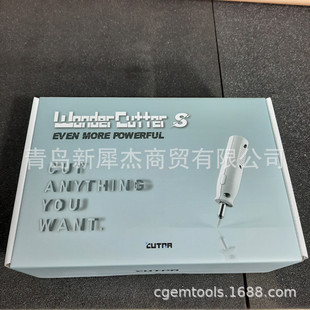 WonderCutter S
EVEN MORE POWERFUL
青岛新犀杰商贸有限公司
CUT
ANYTHING
YOU
WANT.
CUTRA
CUTRA
cgemtools.1688.com